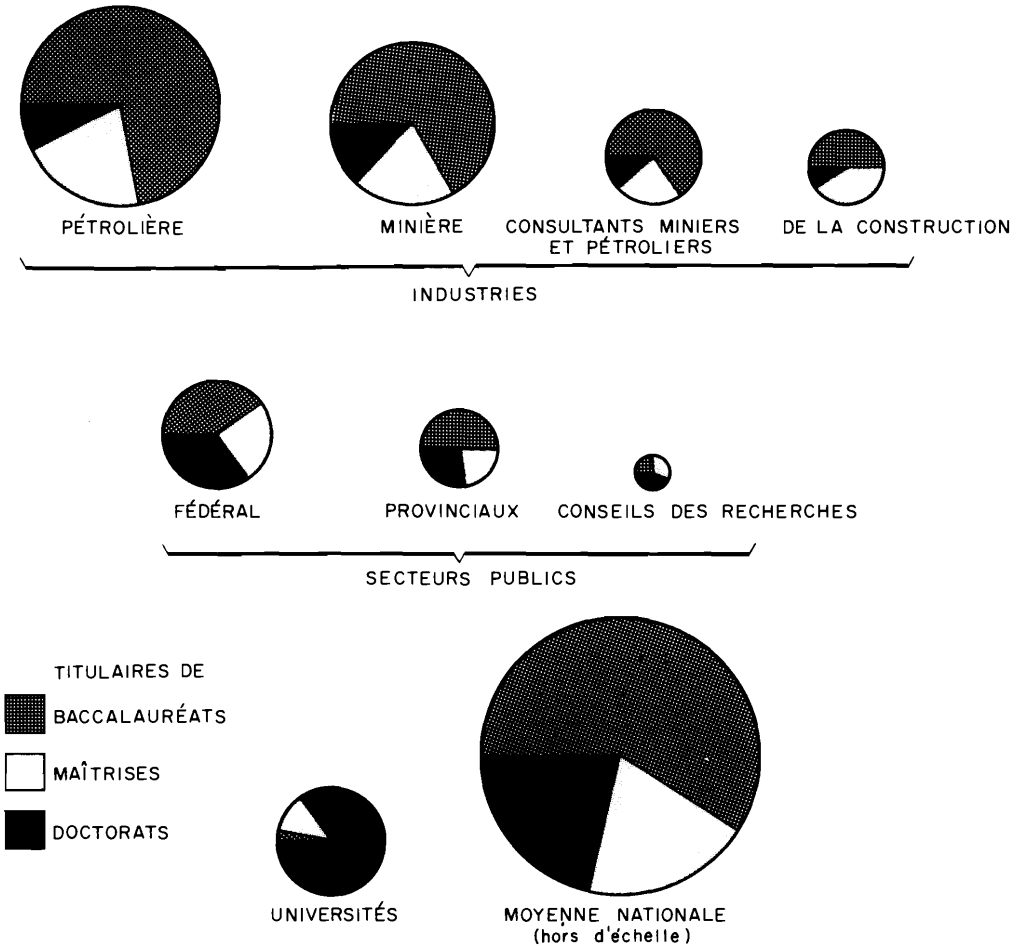 PÉTROLIÈRE
MINIÈRE
CONSULTANTS MINIERS
ET PÉTROLIERS
DE LA CONSTRUCTION
INDUSTRIES
FÉDÉRAL
PROVINCIAUX
CONSEILS DES RECHERCHES
SECTEURS PUBLICS
TITULAIRES DE
BACCALAURÉATS
MAÎTRISES
DOCTORATS
UNIVERSITÉS
MOYENNE NATIONALE
(hors d'échelle)